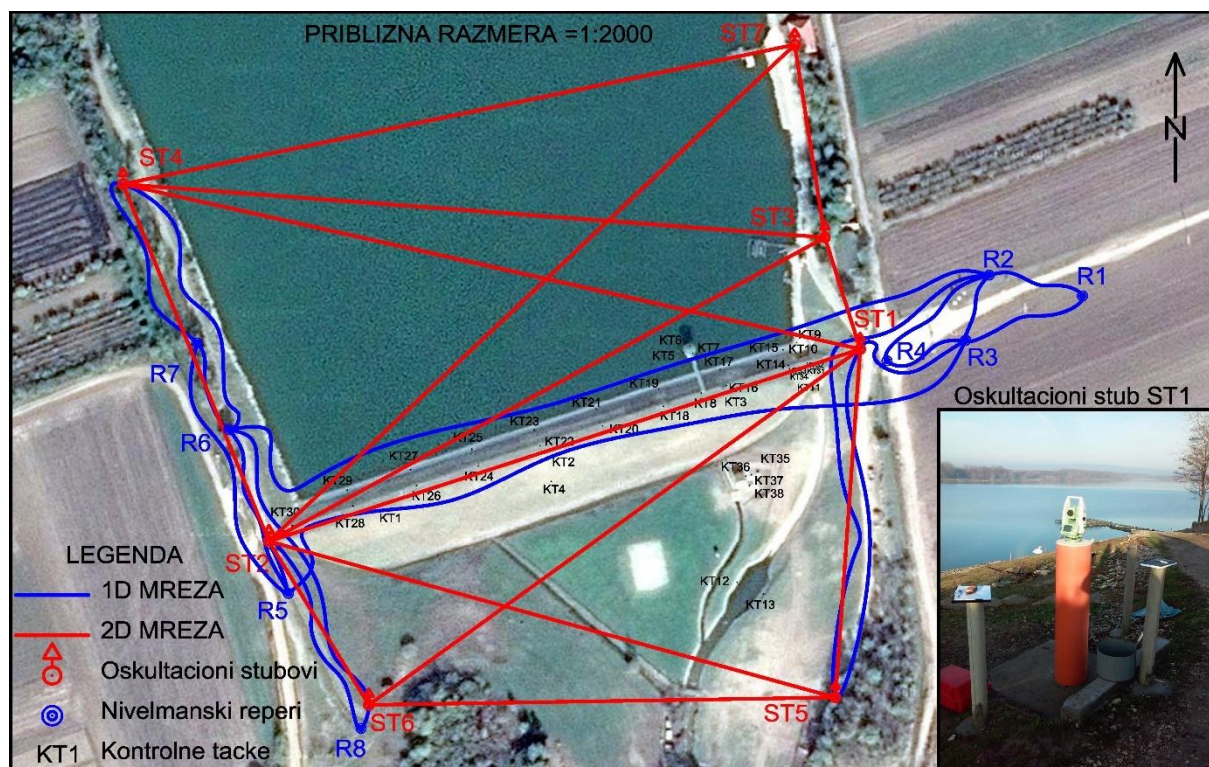 PRIBLIZNA RAZMERA =1:2000
ST7
N
ST4
ST3
R2
R1
ST1
R3
R4
R7
R6
KT9
KT6
KT7
KT15
KT10
KT5
KT17
KT14
KT31
KT34
KT11
KT19
KT16
KT8
KT3
KT21
KT18
KT23
KT20
KT25
KT22
KT27
KT2
KT24
KT35
KT36
KT37
KT38
KT29
KT26
KT4
KT30
KT28
KT1
ST2
R5
KT12
KT13
ST6
ST5
R8
Oskultacioni stub ST1
LEGENDA
1D MREZA
2D MREZA
Oskultacioni stubovi
Nivelmanski reperi
KT1 Kontrolne tacke